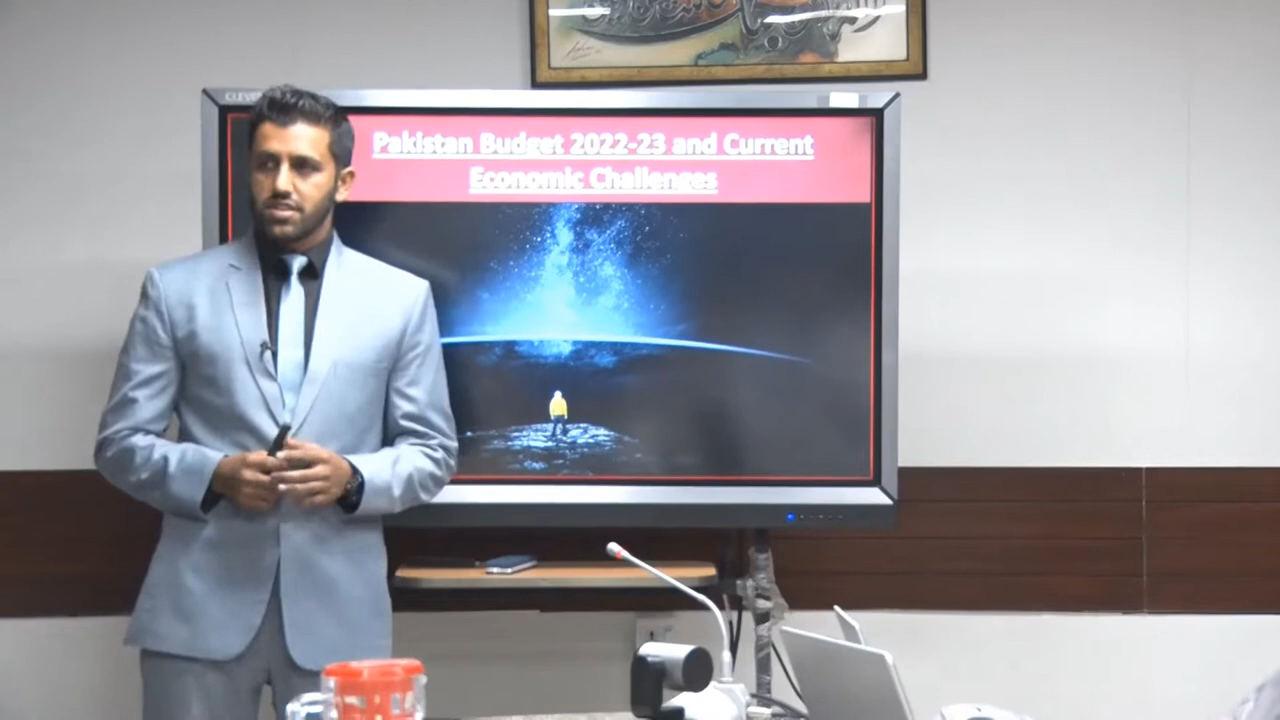 Pakistan Budget 2022-23 and Current
Economic Challenges